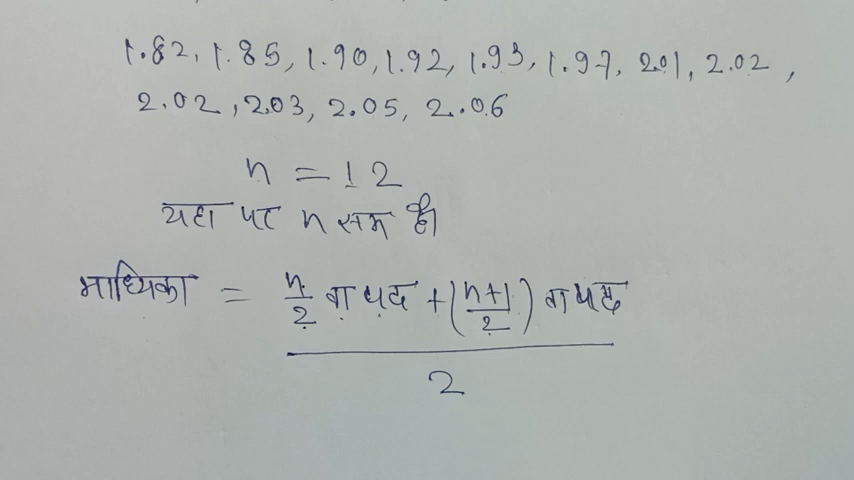 1.82, 1.85, 1.90, 1.92, 1.93, 1.97, 2.01, 2.02,
2.02, 2.03, 2.05, 2.06
n = 12
यहा पर n सम है।
माध्यिका = n/2 वा पद + (n+1/2) वा पद
2